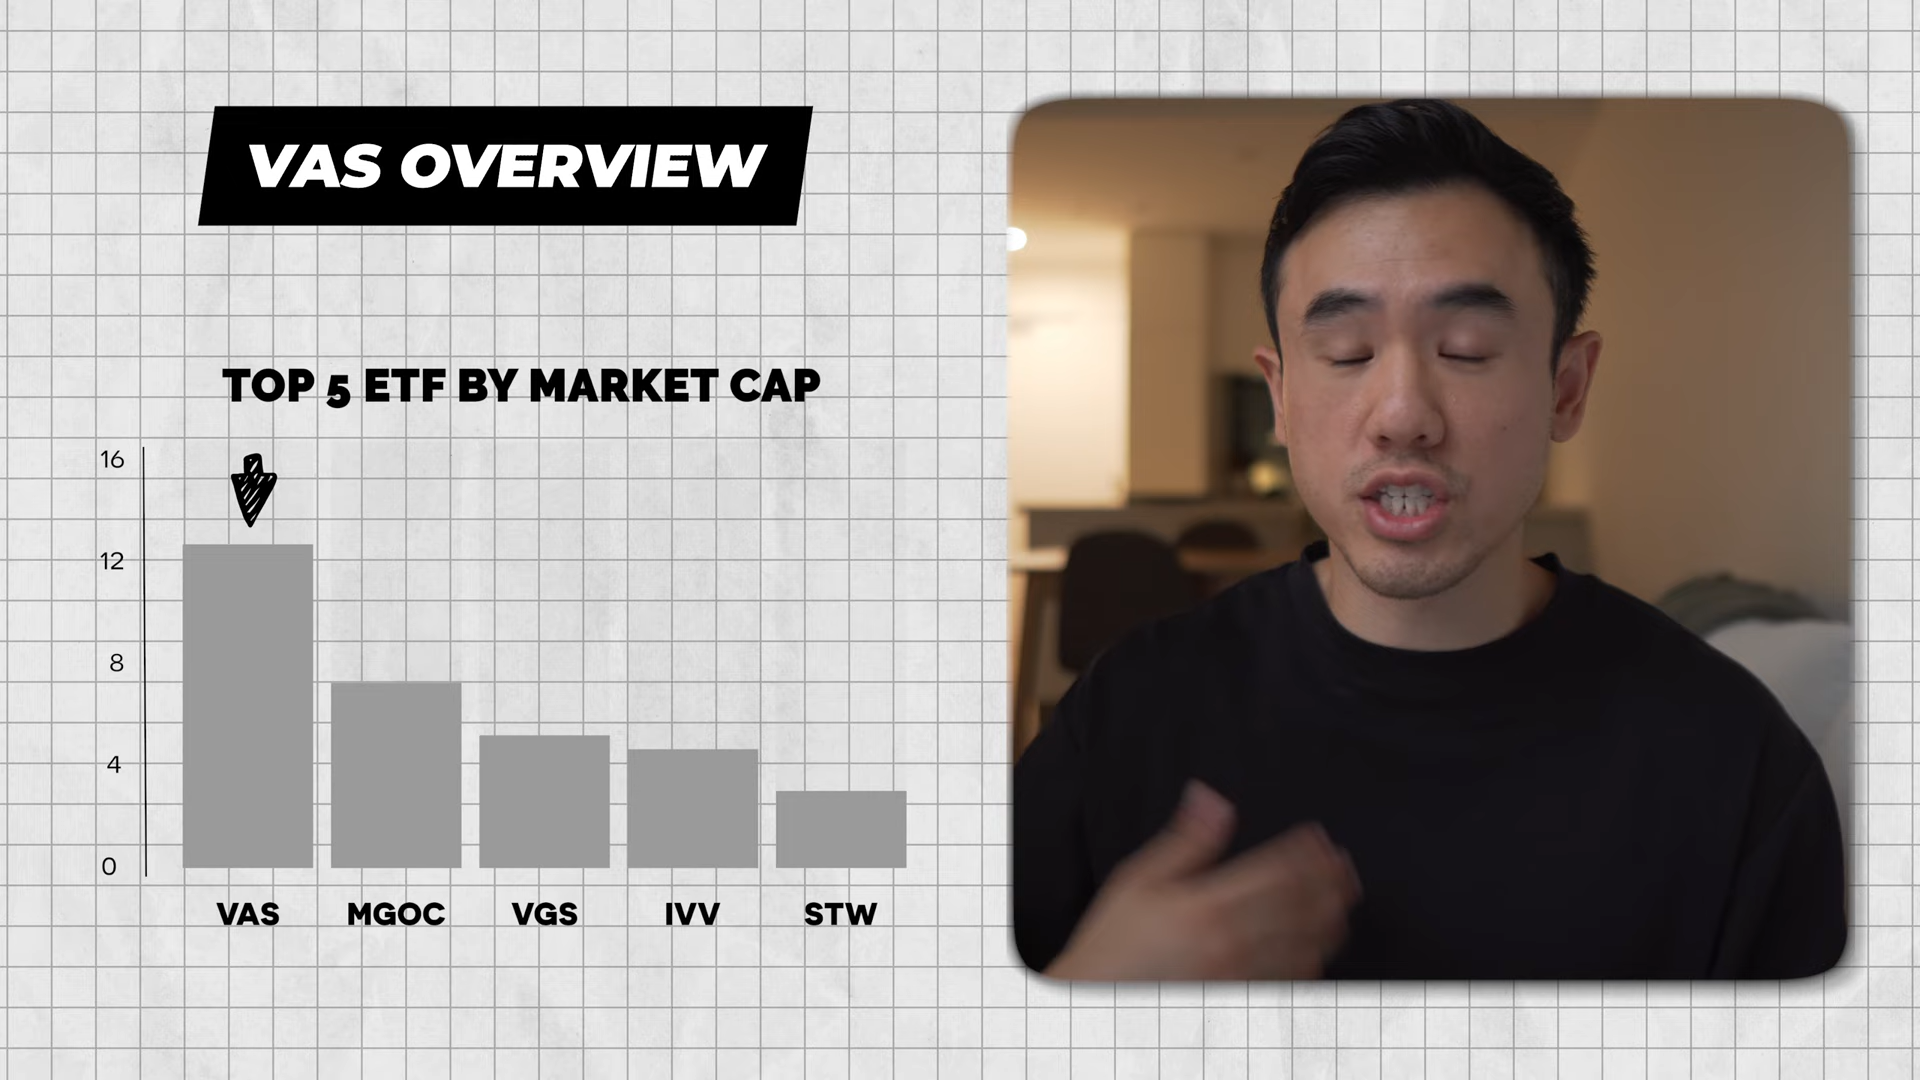 VAS OVERVIEW
TOP 5 ETF BY MARKET CAP
16
12
8
4
0
VAS MGOC VGS IVV STW